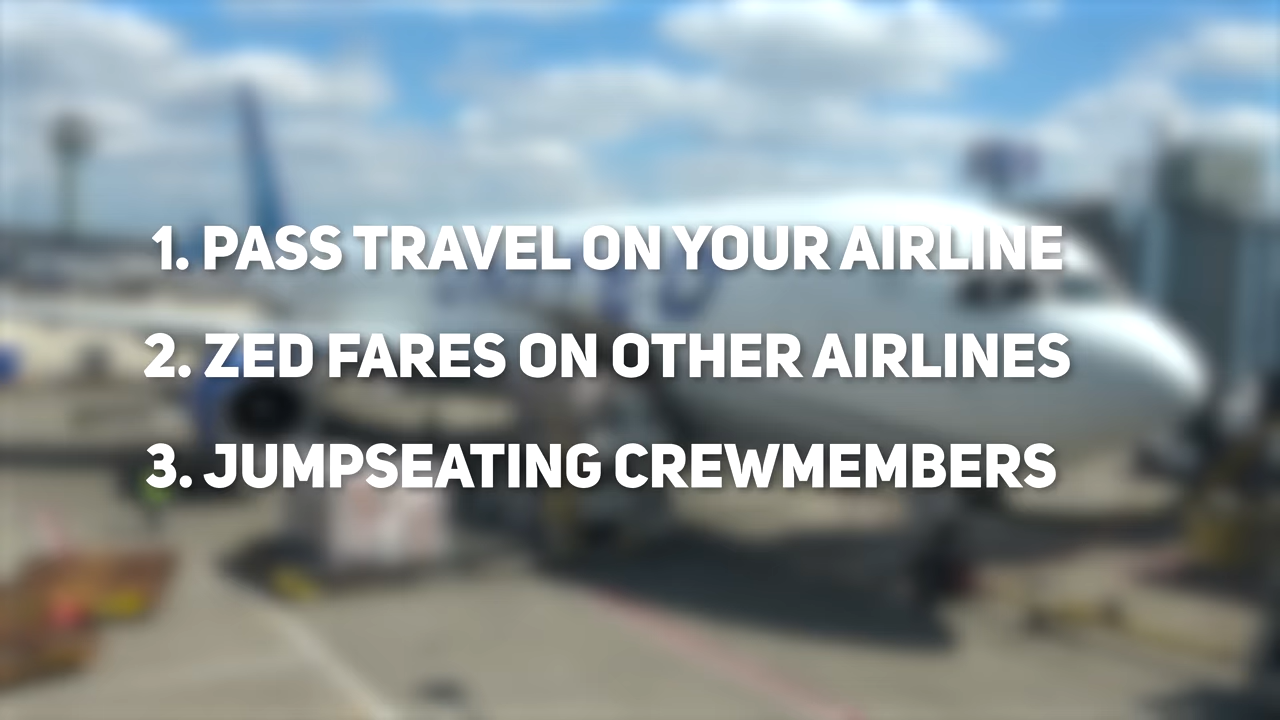 1. PASS TRAVEL ON YOUR AIRLINE
2. ZED FARES ON OTHER AIRLINES
3. JUMPSEATING CREWMEMBERS